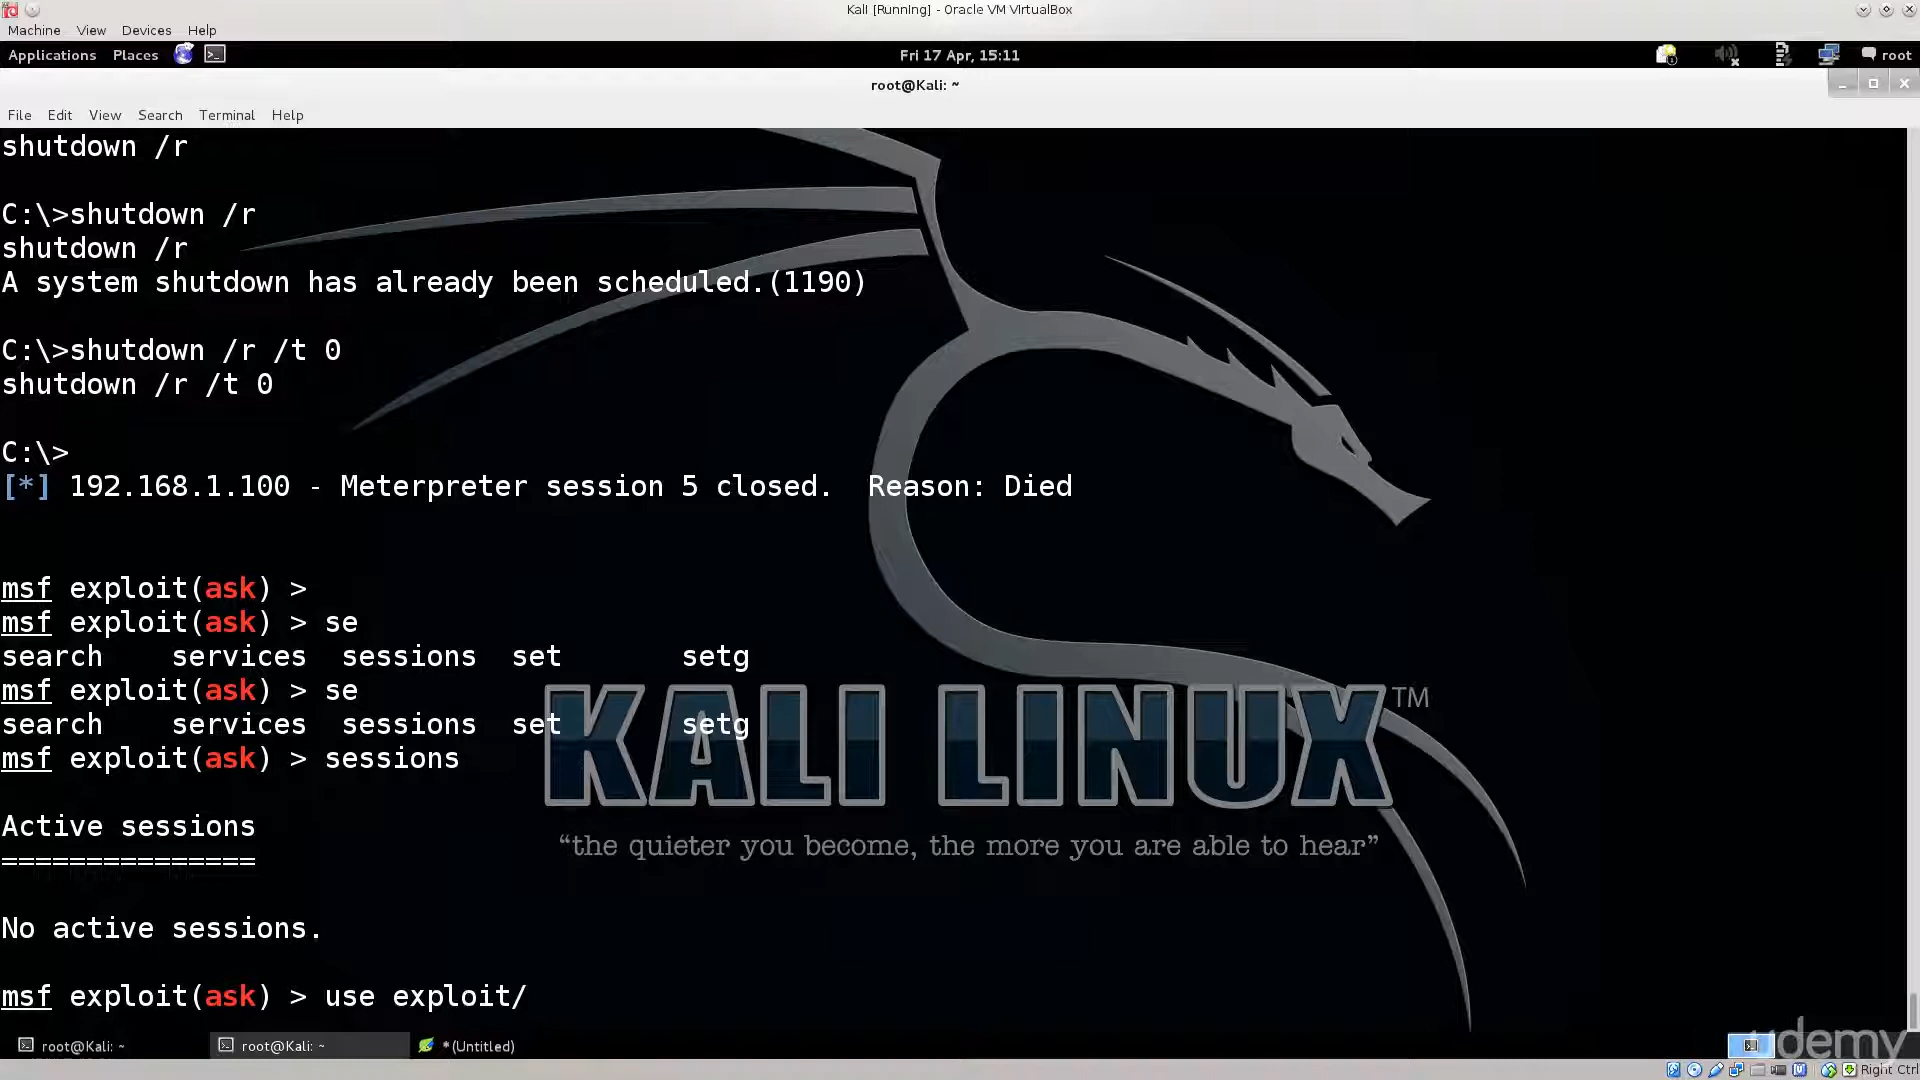 Kali [Running] - Oracle VM VirtualBox
Machine View Devices Help
Applications Places Fri 17 Apr, 15:11 root
root@Kali: ~
File Edit View Search Terminal Help
shutdown /r
C:\>shutdown /r
shutdown /r
A system shutdown has already been scheduled.(1190)
C:\>shutdown /r /t 0
shutdown /r /t 0
C:\>
[*] 192.168.1.100 - Meterpreter session 5 closed.  Reason: Died
msf exploit(ask) >
msf exploit(ask) > se
search    services  sessions  set       setg
msf exploit(ask) > se
search    services  sessions  set       setg
msf exploit(ask) > sessions
KALI LINUX TM
Active sessions
===============
“the quieter you become, the more you are able to hear”
No active sessions.
msf exploit(ask) > use exploit/
root@Kali: ~ root@Kali: ~ *(Untitled)
udemy
Right Ctrl